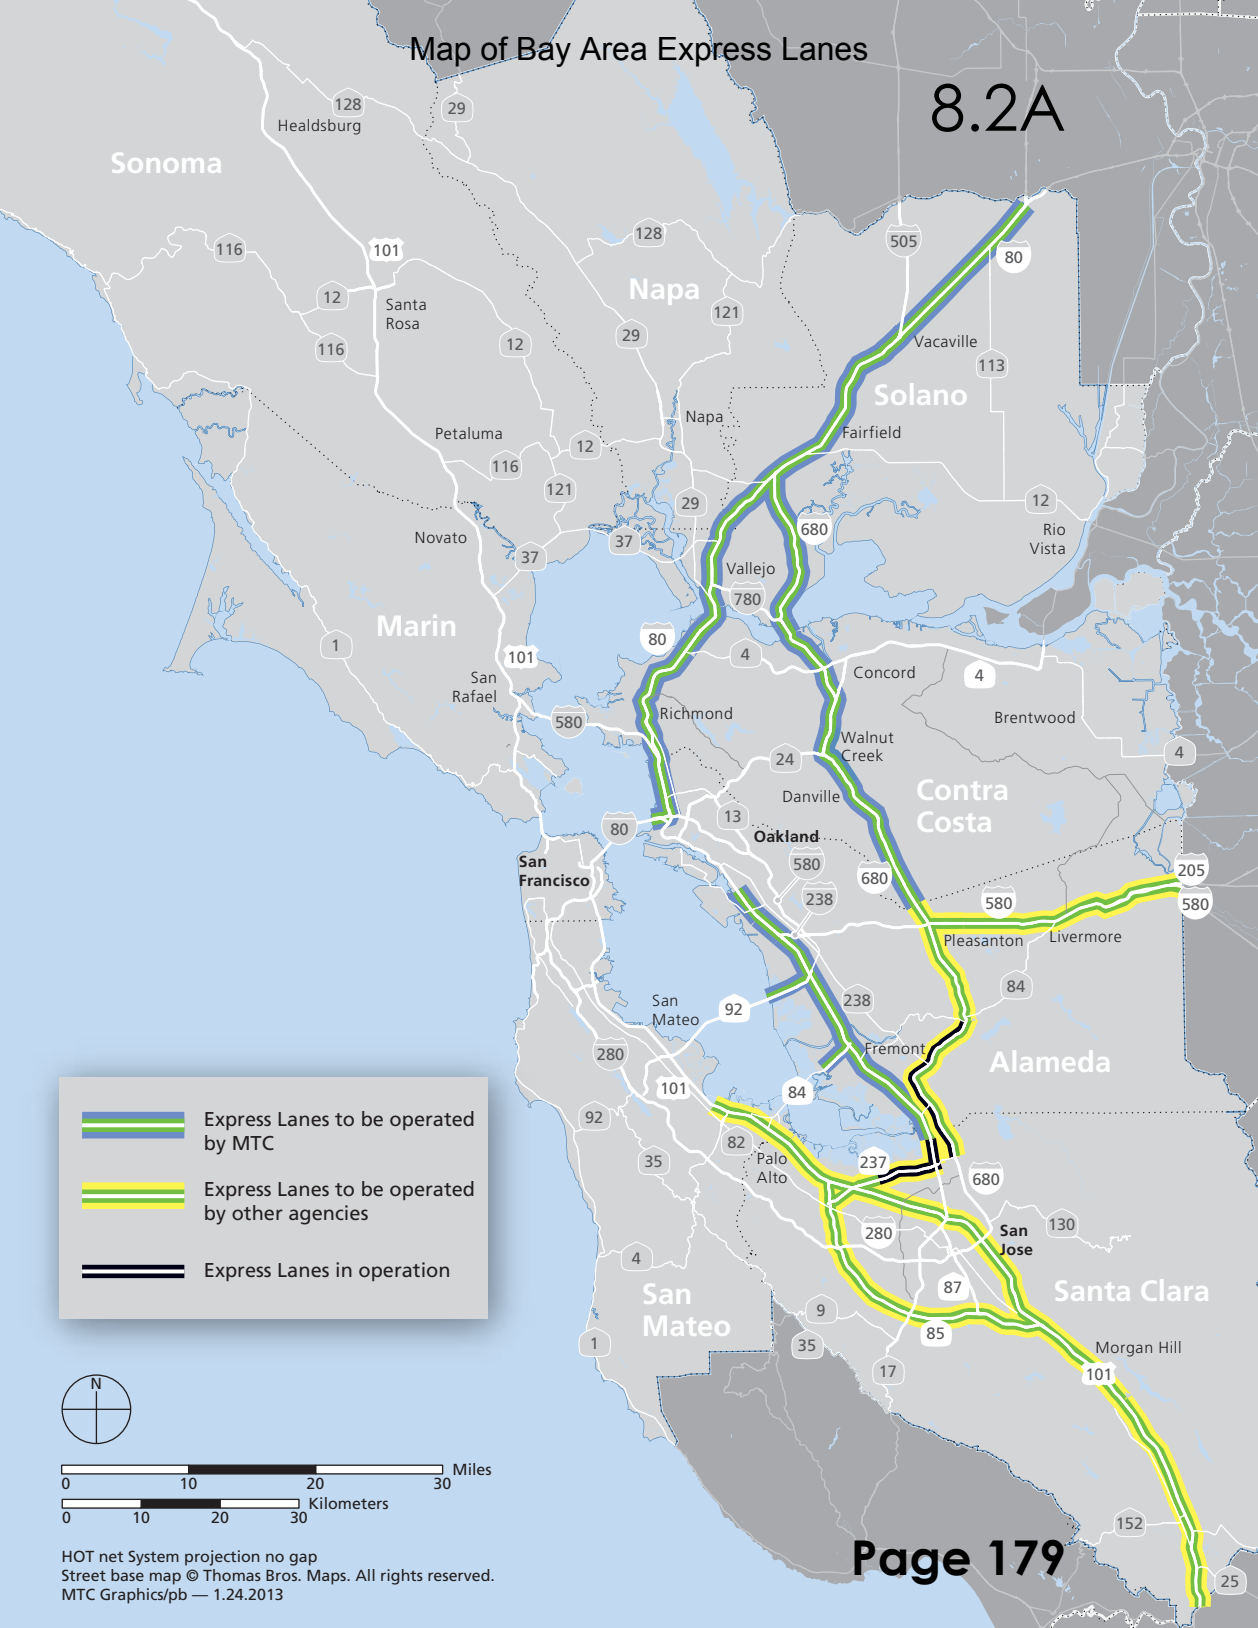 Map of Bay Area Express Lanes
8.2A
128
29
Healdsburg
Sonoma
116
101
128
505
80
12
Santa
Rosa
Napa
121
116
12
29
Vacaville
113
Solano
Napa
Petaluma
12
Fairfield
116
121
29
12
680
Rio
Vista
Novato
37
37
Vallejo
780
Marin
1
80
101
4
Concord
4
San
Rafael
580
Richmond
Brentwood
Walnut
Creek
4
24
Danville
Contra
Costa
13
80
Oakland
San
Francisco
580
680
205
238
580
580
Pleasanton
Livermore
84
San
Mateo
92
238
280
Fremont
Alameda
101
84
92
82
35
Palo
Alto
237
680
280
San
Jose
130
4
87
Santa Clara
San
Mateo
9
85
1
35
17
Morgan Hill
101
152
25
Express Lanes to be operated
by MTC
Express Lanes to be operated
by other agencies
Express Lanes in operation
N
Miles
0 10 20 30
Kilometers
0 10 20 30
HOT net System projection no gap
Street base map © Thomas Bros. Maps. All rights reserved.
MTC Graphics/pb — 1.24.2013
Page 179